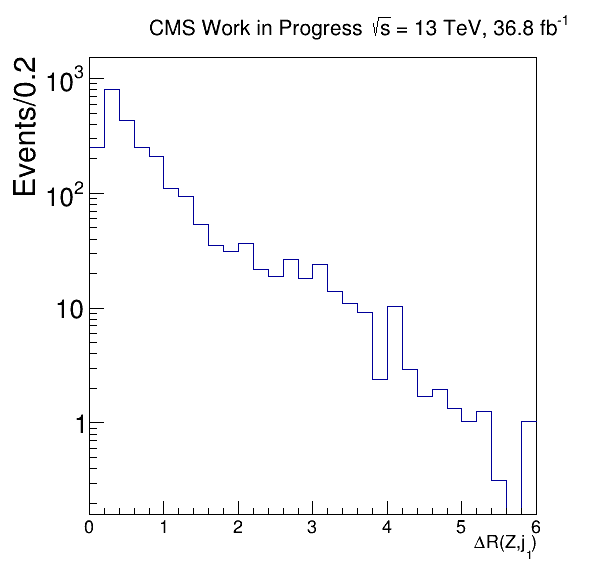 CMS Work in Progress √s = 13 TeV, 36.8 fb⁻¹
Events/0.2
10³
10²
10
1
0 1 2 3 4 5 6
ΔR(Z,j₁)